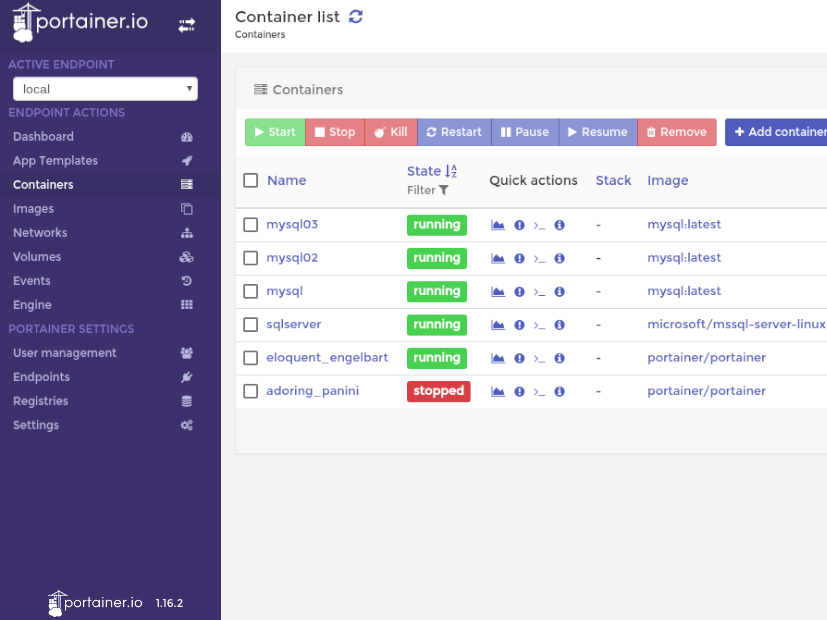 portainer.io
ACTIVE ENDPOINT
local
ENDPOINT ACTIONS
Dashboard
App Templates
Containers
Images
Networks
Volumes
Events
Engine
PORTAINER SETTINGS
User management
Endpoints
Registries
Settings
portainer.io 1.16.2
Container list
Containers
Containers
Start Stop Kill Restart Pause Resume Remove Add container
Name State Filter Quick actions Stack Image
mysql03 running - mysql:latest
mysql02 running - mysql:latest
mysql running - mysql:latest
sqlserver running - microsoft/mssql-server-linux
eloquent_engelbart running - portainer/portainer
adoring_panini stopped - portainer/portainer